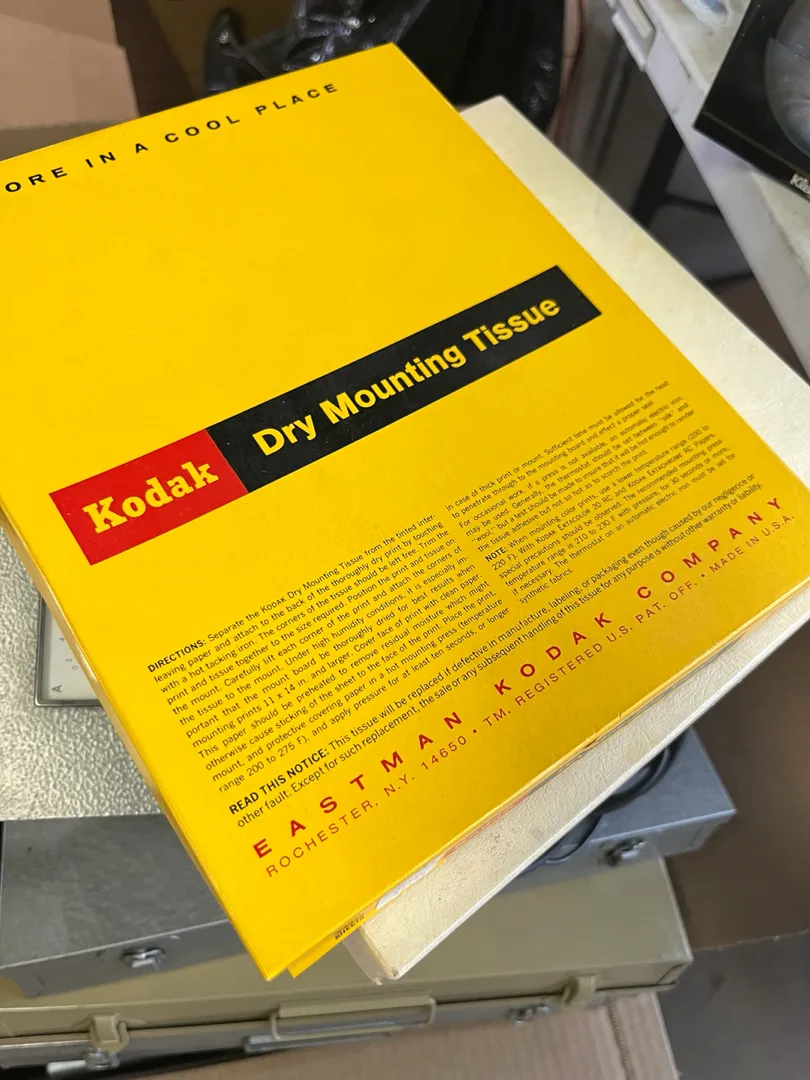 ORE IN A COOL PLACE
Kodak Dry Mounting Tissue
DIRECTIONS: Separate the KODAK Dry Mounting Tissue from the tinted inter-
leaving paper and attach to the back of the thoroughly dry print by touching
with a hot tacking iron. The corners of the tissue should be left free. Trim the
print and tissue together to the size required. Position the print and tissue on
the mount. Carefully lift each corner of the print and attach the corners of
the tissue to the mount. Under high humidity conditions, it is especially im-
portant that the mount board be thoroughly dried for best results when
mounting prints 11 x 14 in. and larger. Cover face of print with clean paper.
This paper should be preheated to remove residual moisture which might
otherwise cause sticking of the sheet to the face of the print. Place the print,
mount, and protective covering paper in a hot mounting press (temperature
range 200 to 275 F), and apply pressure for at least ten seconds, or longer
in case of thick print or mount. Sufficient time must be allowed for the heat
to penetrate through to the mounting board and effect a proper seal.
For occasional work, if a press is not available, an automatic electric iron
may be used. Generally, the thermostat should be set between "silk" and
"wool" but a test should be made to insure that it will be hot enough to render
the tissue adhesive but not so hot as to scorch the print.
NOTE: When mounting color prints, use a lower temperature range (200 to
220 F). With KODAK EKTACOLOR 20 RC and KODAK EKTACHROME RC Papers,
special precautions should be observed. The recommended mounting press
temperature range is 210 to 230 F with pressure, for 30 seconds or more,
if necessary. The thermostat on an automatic electric iron must be set for
synthetic fabrics.
READ THIS NOTICE: This tissue will be replaced if defective in manufacture, labeling, or packaging even though caused by our negligence or
other fault. Except for such replacement, the sale or any subsequent handling of this tissue for any purpose is without other warranty or liability.
EASTMAN KODAK COMPANY
ROCHESTER, N.Y. 14650 • TM. REGISTERED U.S. PAT. OFF. • MADE IN U.S.A.
SHEETS